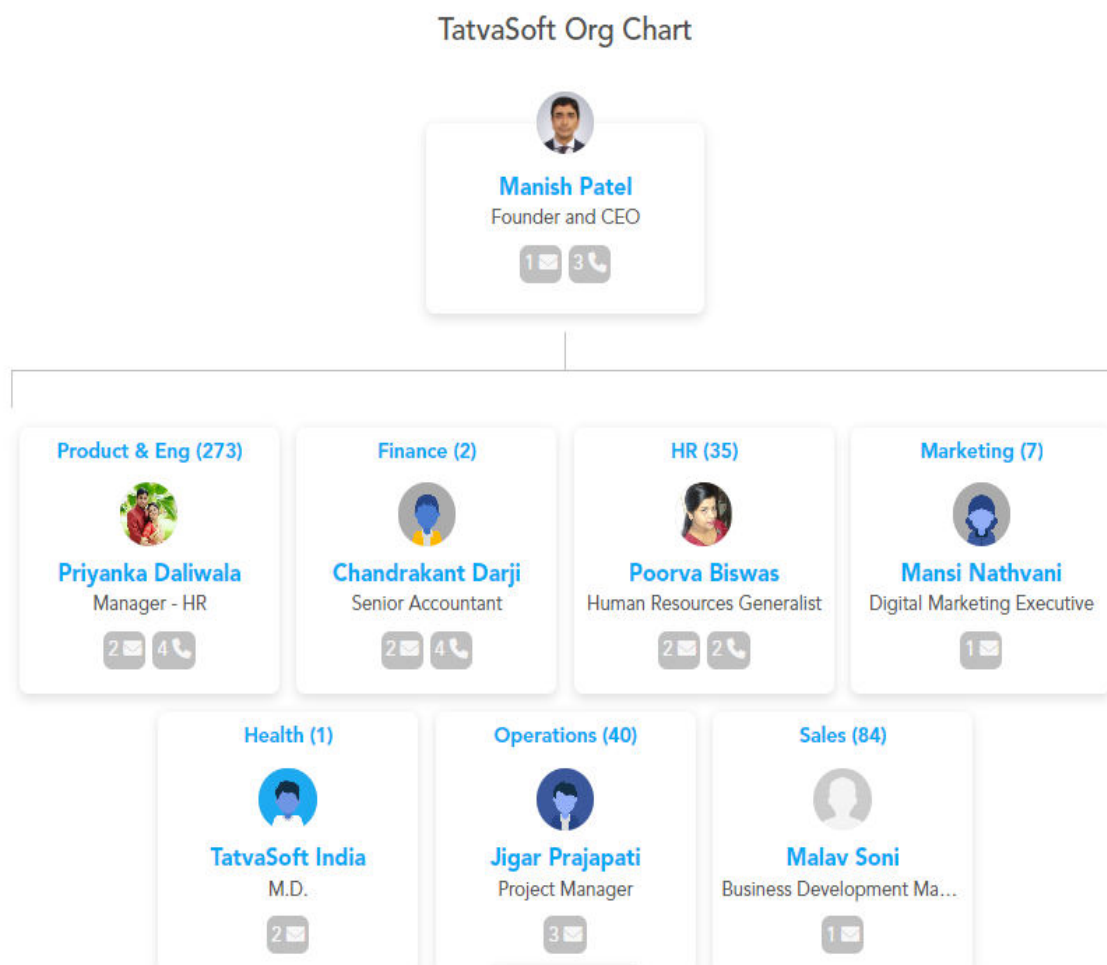 TatvaSoft Org Chart
Manish Patel
Founder and CEO
1 3
Product & Eng (273)
Priyanka Daliwala
Manager - HR
2 4
Finance (2)
Chandrakant Darji
Senior Accountant
2 4
HR (35)
Poorva Biswas
Human Resources Generalist
2 2
Marketing (7)
Mansi Nathvani
Digital Marketing Executive
1
Health (1)
TatvaSoft India
M.D.
2
Operations (40)
Jigar Prajapati
Project Manager
3
Sales (84)
Malav Soni
Business Development Ma...
1